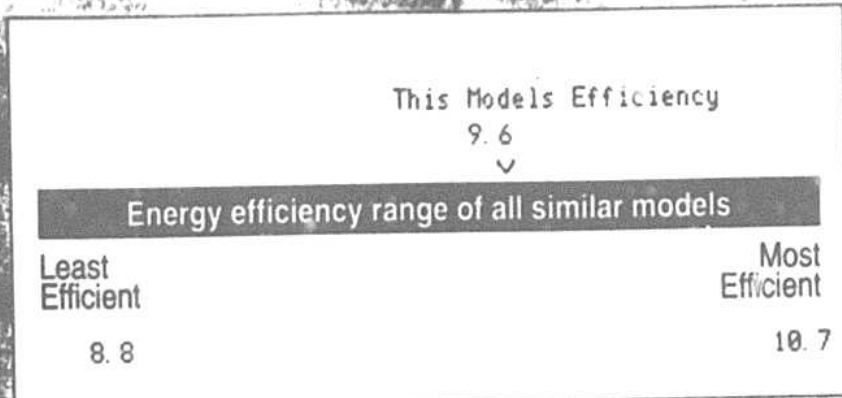 This Models Efficiency
9.6
Energy efficiency range of all similar models
Least
Efficient
Most
Efficient
8.8
10.7